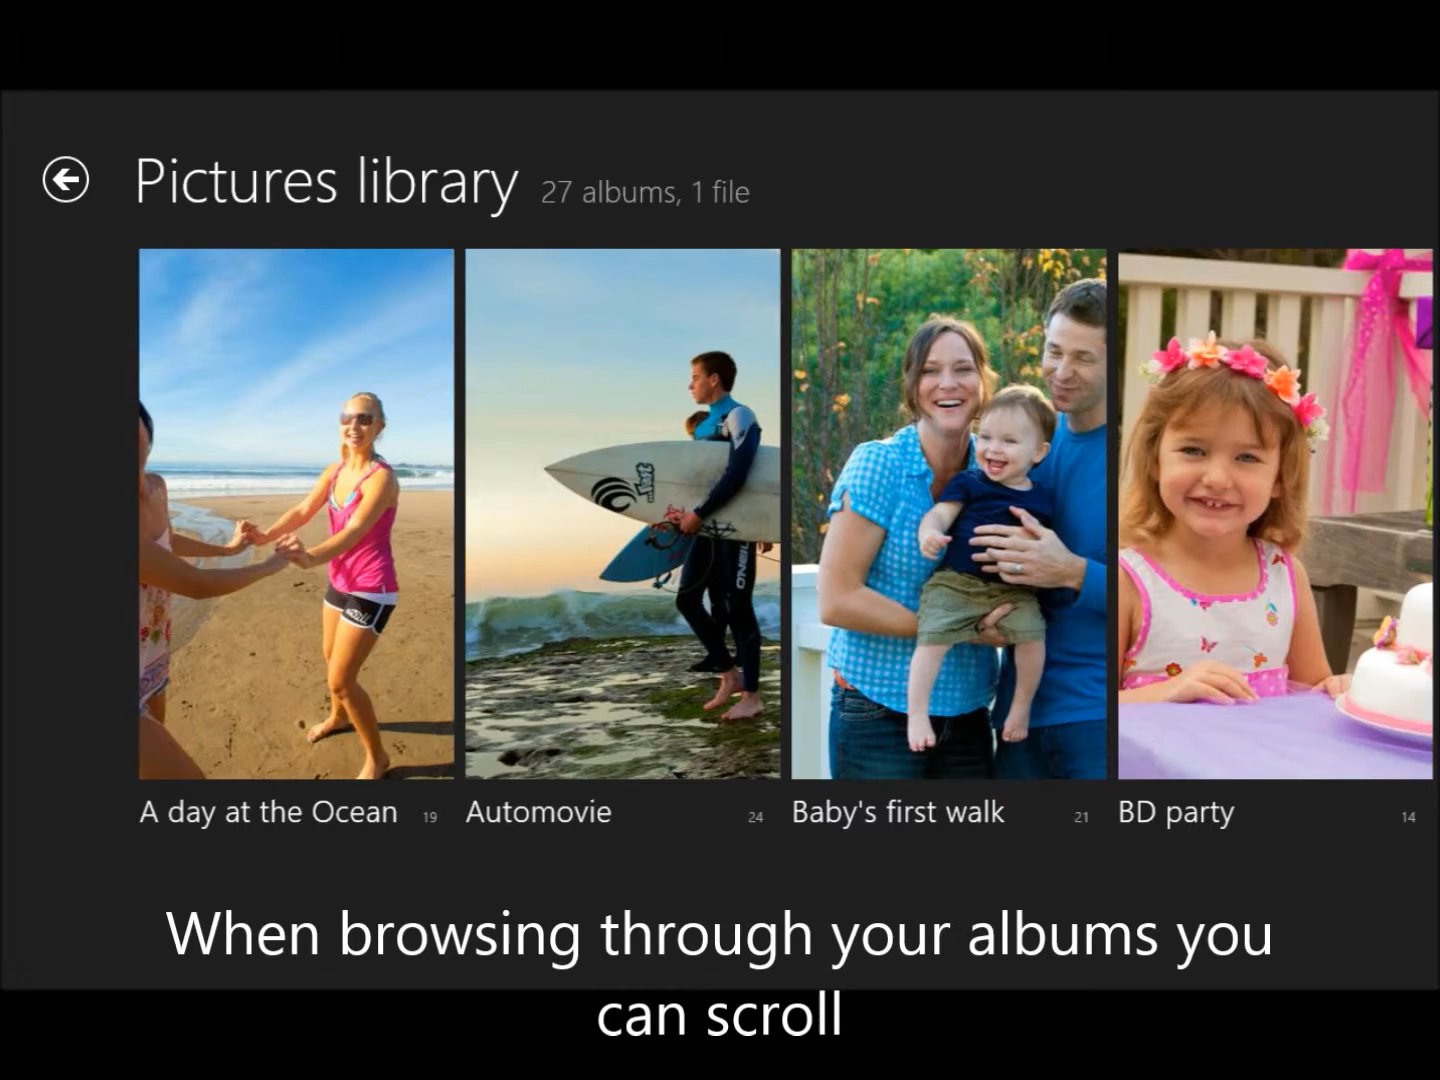 Pictures library 27 albums, 1 file
A day at the Ocean 19
Automovie 24
Baby's first walk 21
BD party 14
When browsing through your albums you
can scroll